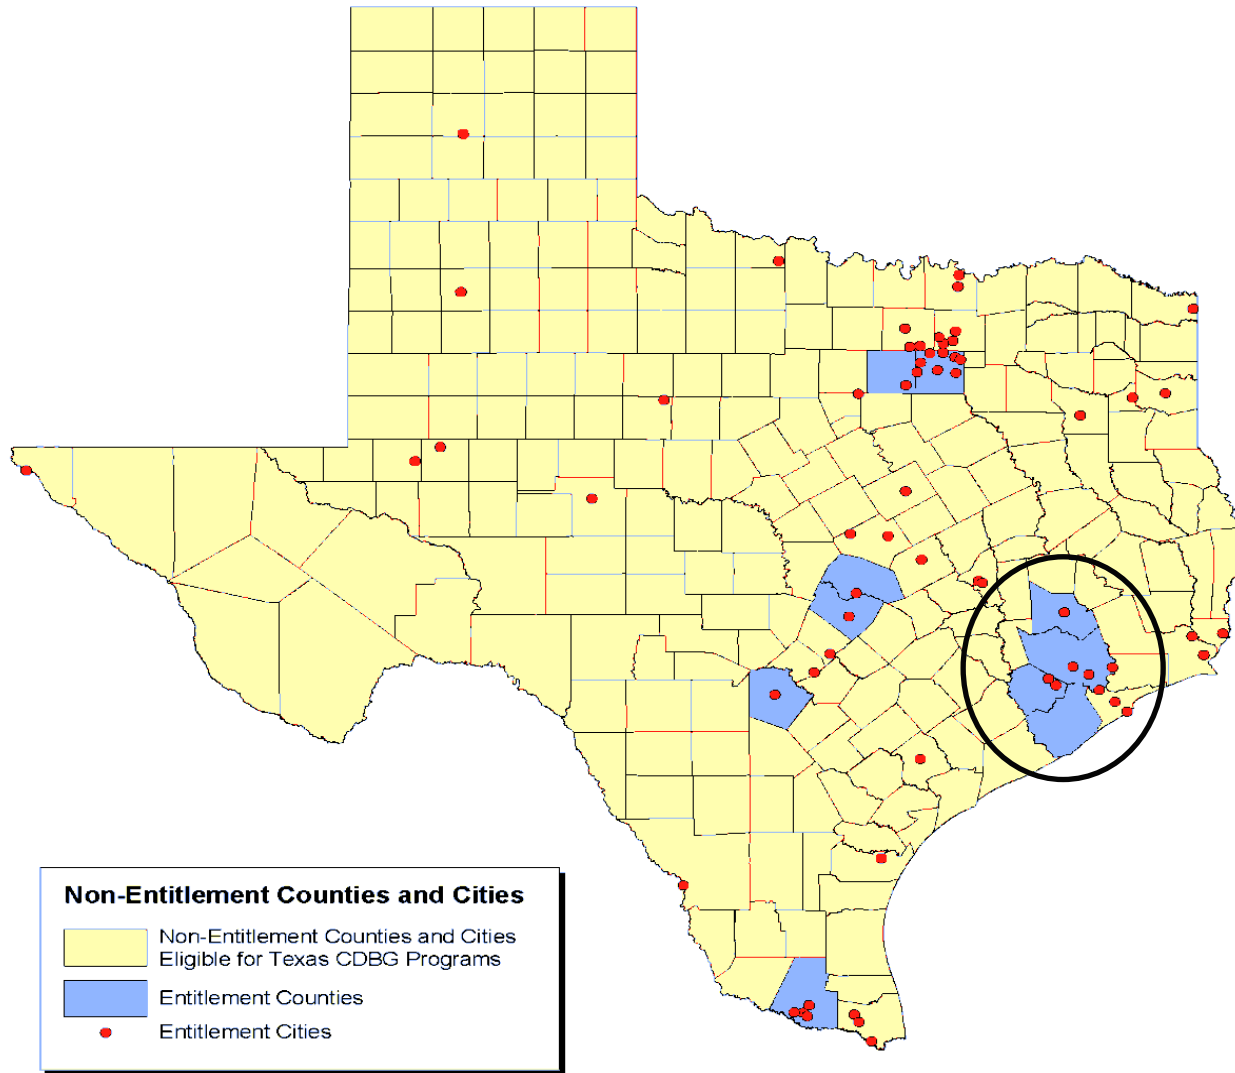 Non-Entitlement Counties and Cities
Non-Entitlement Counties and Cities
Eligible for Texas CDBG Programs
Entitlement Counties
Entitlement Cities